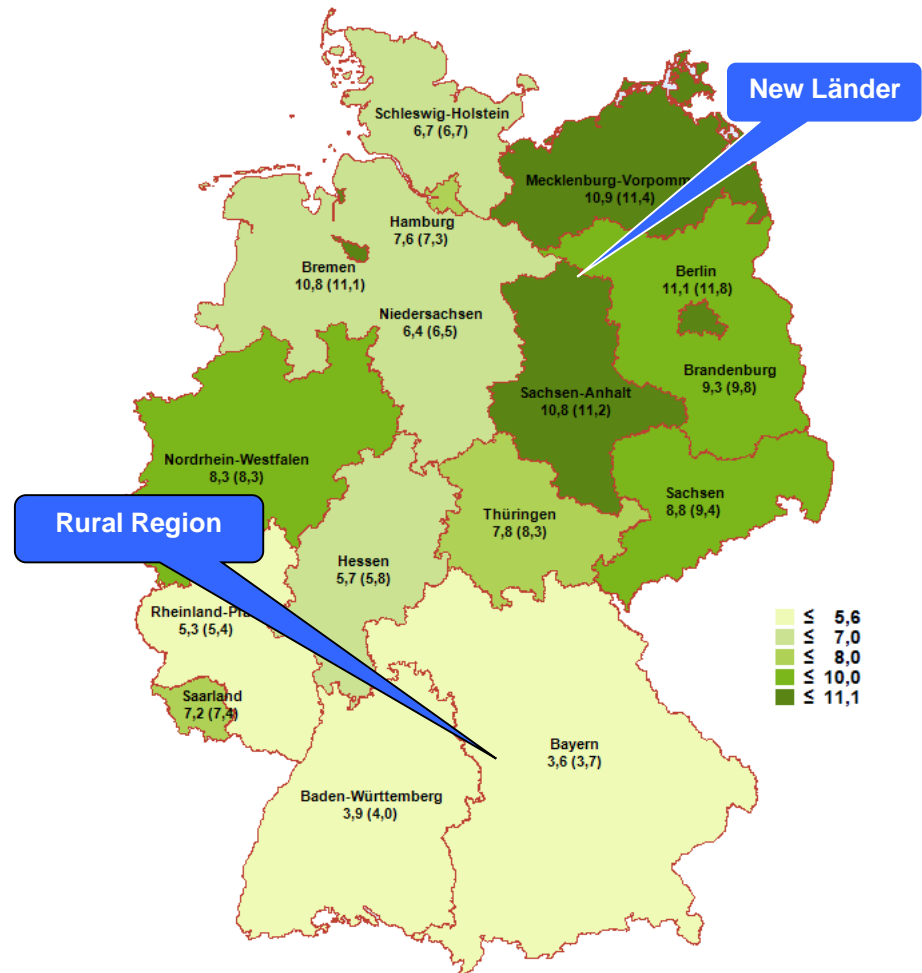 New Länder
Schleswig-Holstein
6,7 (6,7)
Mecklenburg-Vorpomm
10,9 (11,4)
Hamburg
7,6 (7,3)
Bremen
10,8 (11,1)
Berlin
11,1 (11,8)
Niedersachsen
6,4 (6,5)
Brandenburg
9,3 (9,8)
Sachsen-Anhalt
10,8 (11,2)
Nordrhein-Westfalen
8,3 (8,3)
Sachsen
8,8 (9,4)
Thüringen
7,8 (8,3)
Rural Region
Hessen
5,7 (5,8)
Rheinland-Pfa
5,3 (5,4)
≤ 5,6
≤ 7,0
≤ 8,0
≤ 10,0
≤ 11,1
Saarland
7,2 (7,4)
Bayern
3,6 (3,7)
Baden-Württemberg
3,9 (4,0)